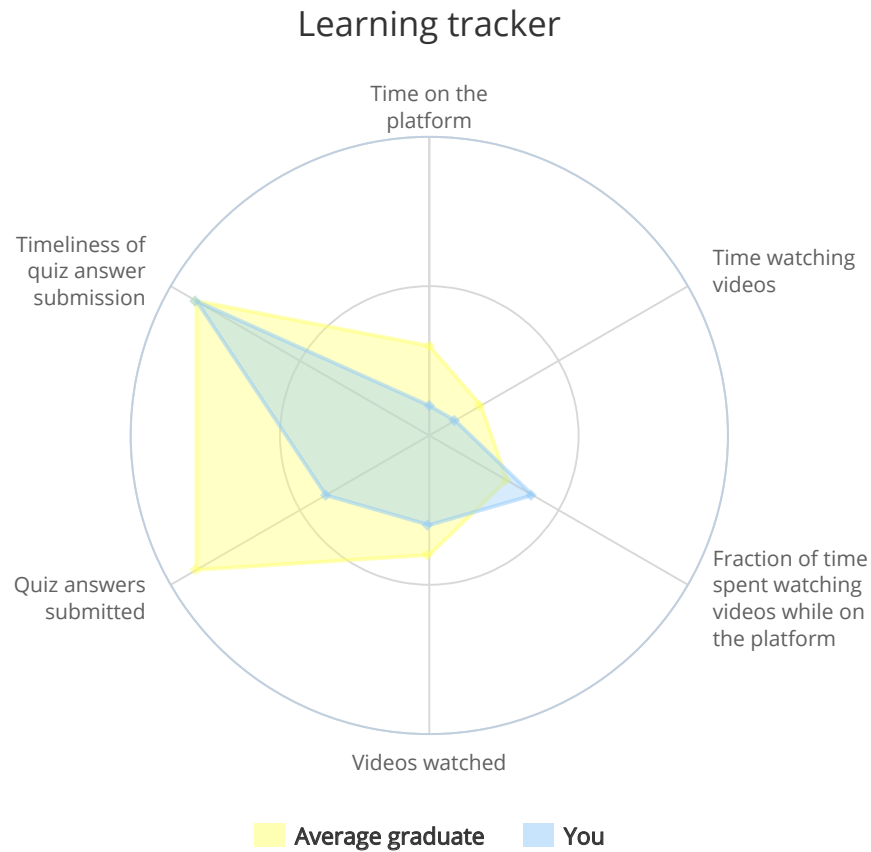 Learning tracker
Time on the
platform
Timeliness of
quiz answer
submission
Time watching
videos
Quiz answers
submitted
Fraction of time
spent watching
videos while on
the platform
Videos watched
Average graduate
You